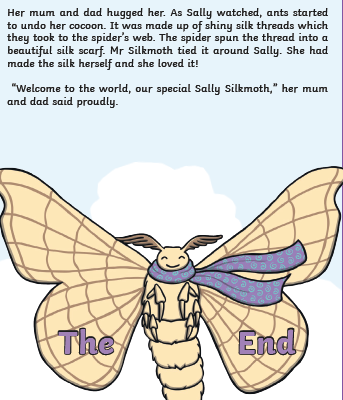 Her mum and dad hugged her. As Sally watched, ants started
to undo her cocoon. It was made up of shiny silk threads which
they took to the spider’s web. The spider spun the thread into a
beautiful silk scarf. Mr Silkmoth tied it around Sally. She had
made the silk herself and she loved it!
“Welcome to the world, our special Sally Silkmoth,” her mum
and dad said proudly.
The End